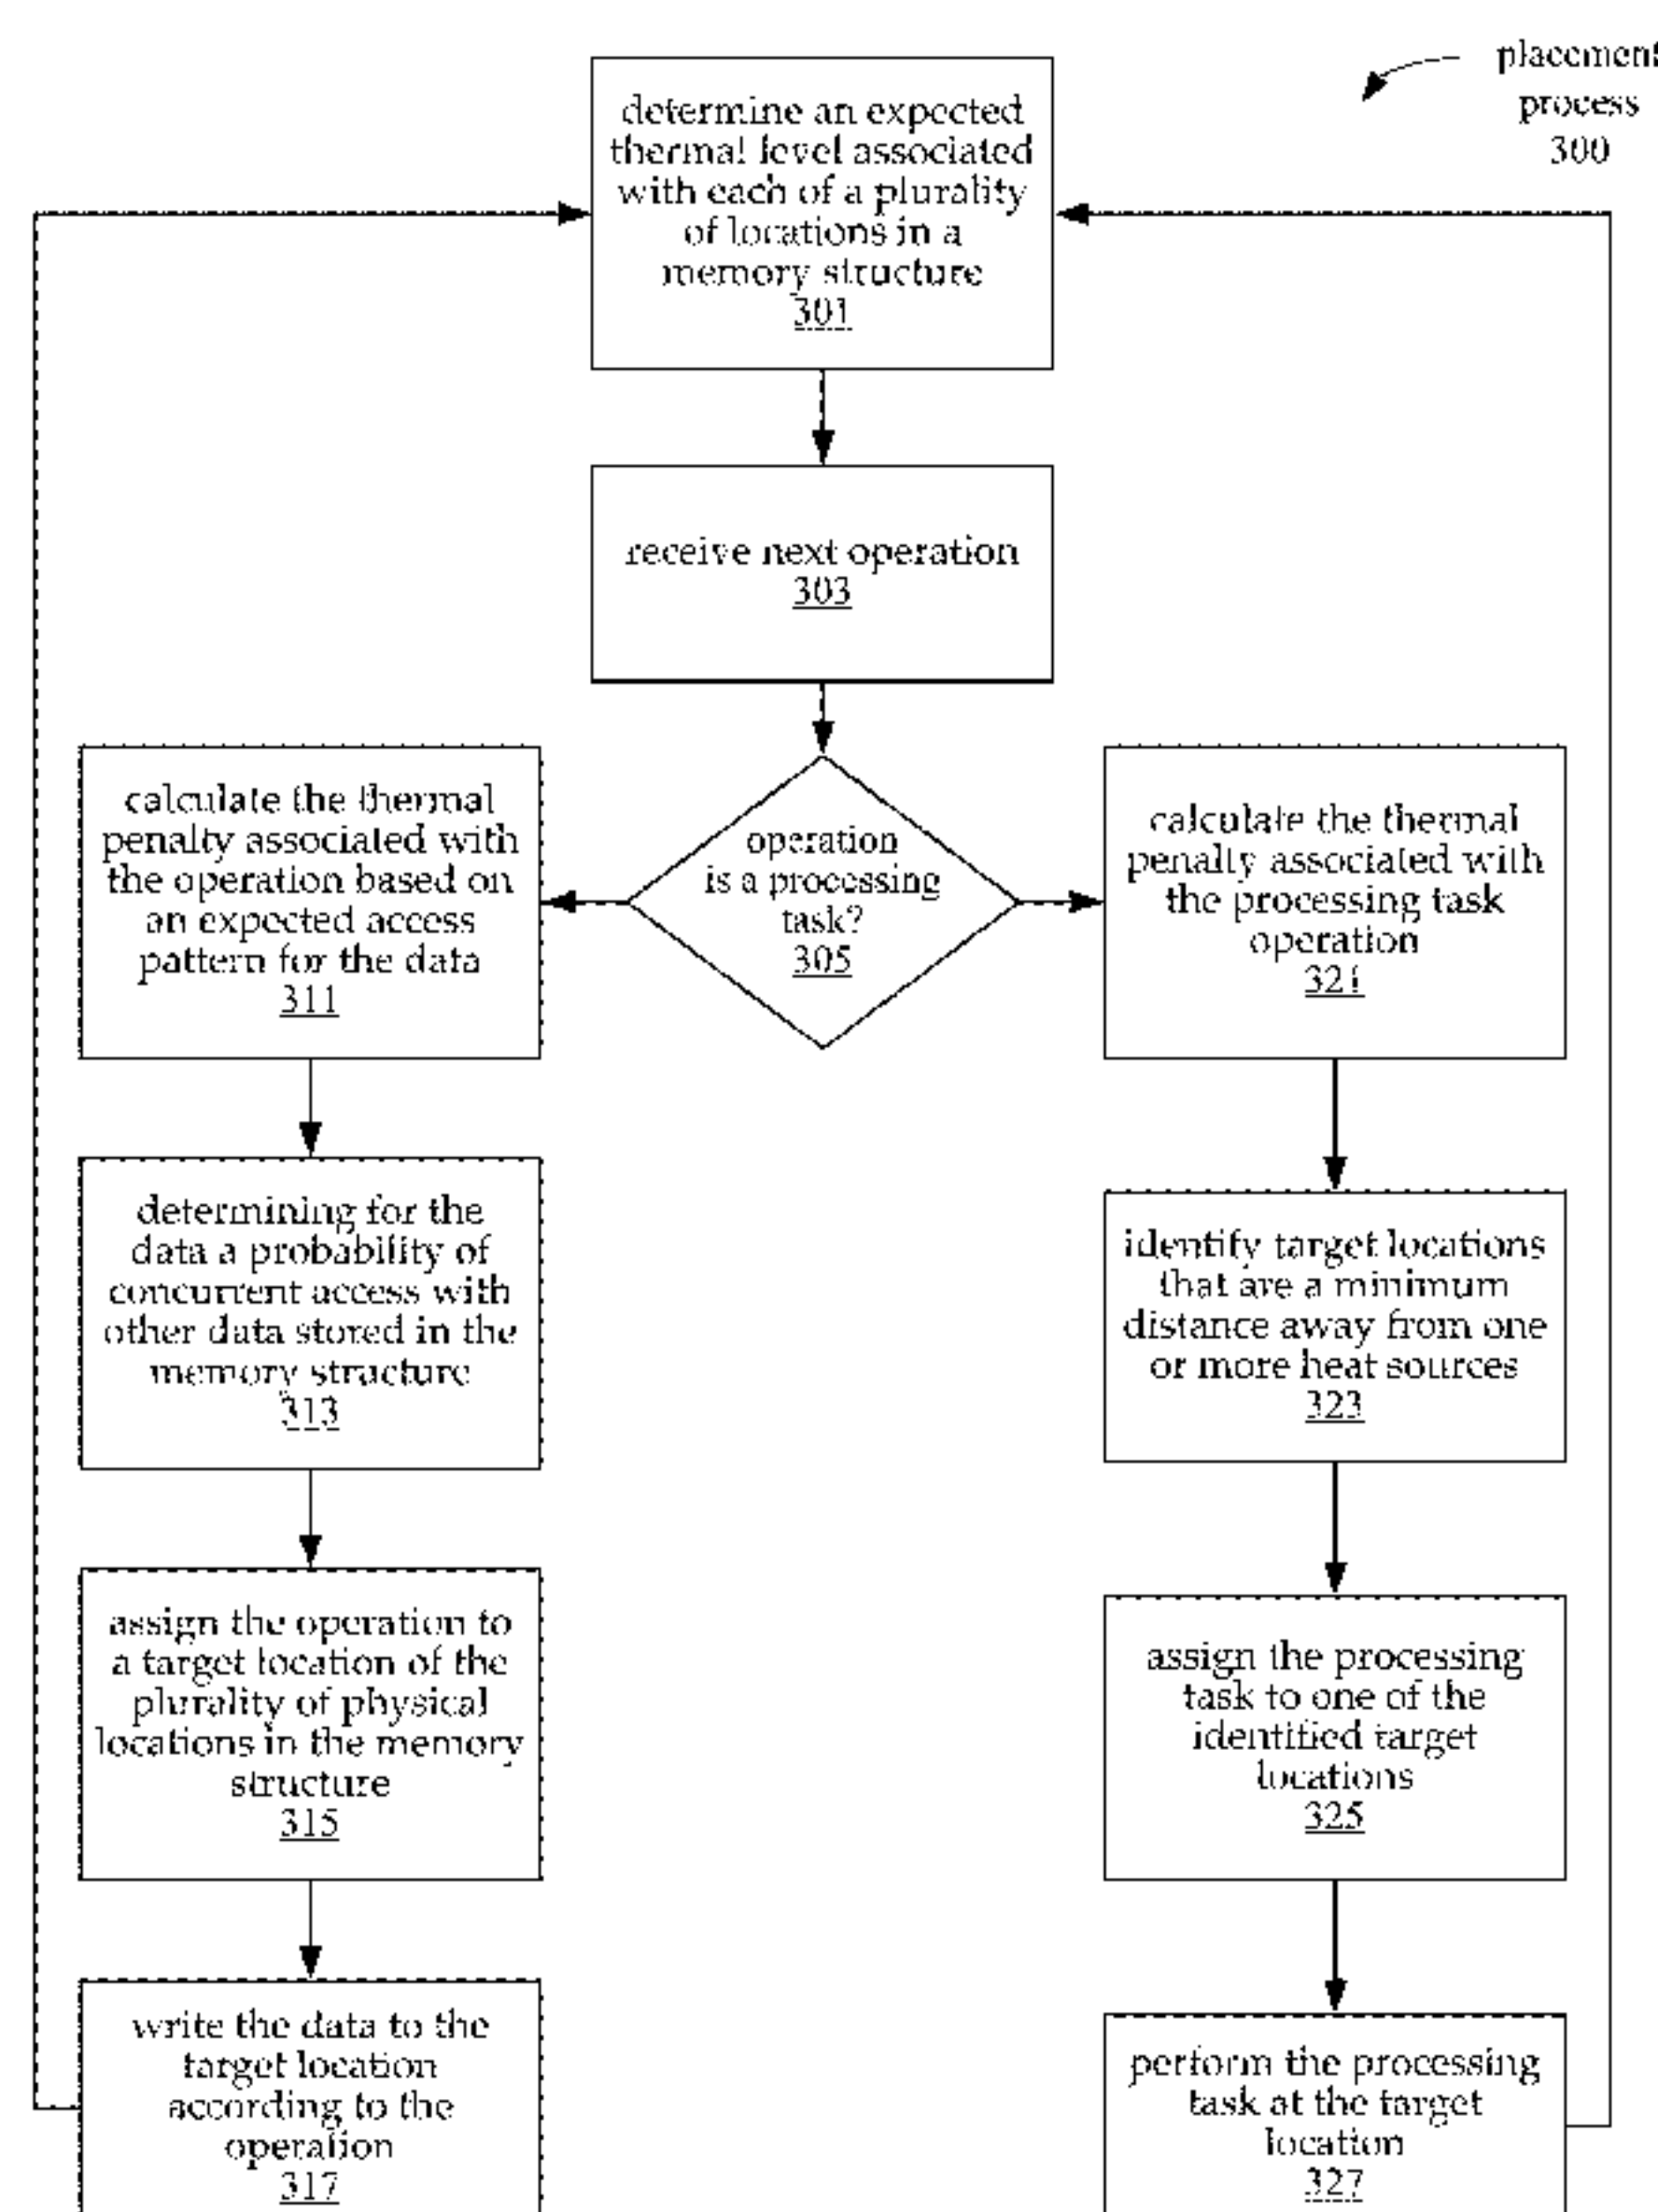 placement
process
300
determine an expected
thermal level associated
with each of a plurality
of locations in a
memory structure
301
receive next operation
303
operation
is a processing
task?
305
calculate the thermal
penalty associated with
the operation based on
an expected access
pattern for the data
311
determining for the
data a probability of
concurrent access with
other data stored in the
memory structure
313
assign the operation to
a target location of the
plurality of physical
locations in the memory
structure
315
write the data to the
target location
according to the
operation
317
calculate the thermal
penalty associated with
the processing task
operation
321
identify target locations
that are a minimum
distance away from one
or more heat sources
323
assign the processing
task to one of the
identified target
locations
325
perform the processing
task at the target
location
327